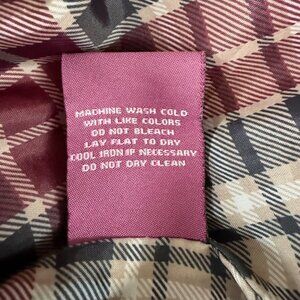 MACHINE WASH COLD
WITH LIKE COLORS
DO NOT BLEACH
LAY FLAT TO DRY
COOL IRON IF NECESSARY
DO NOT DRY CLEAN